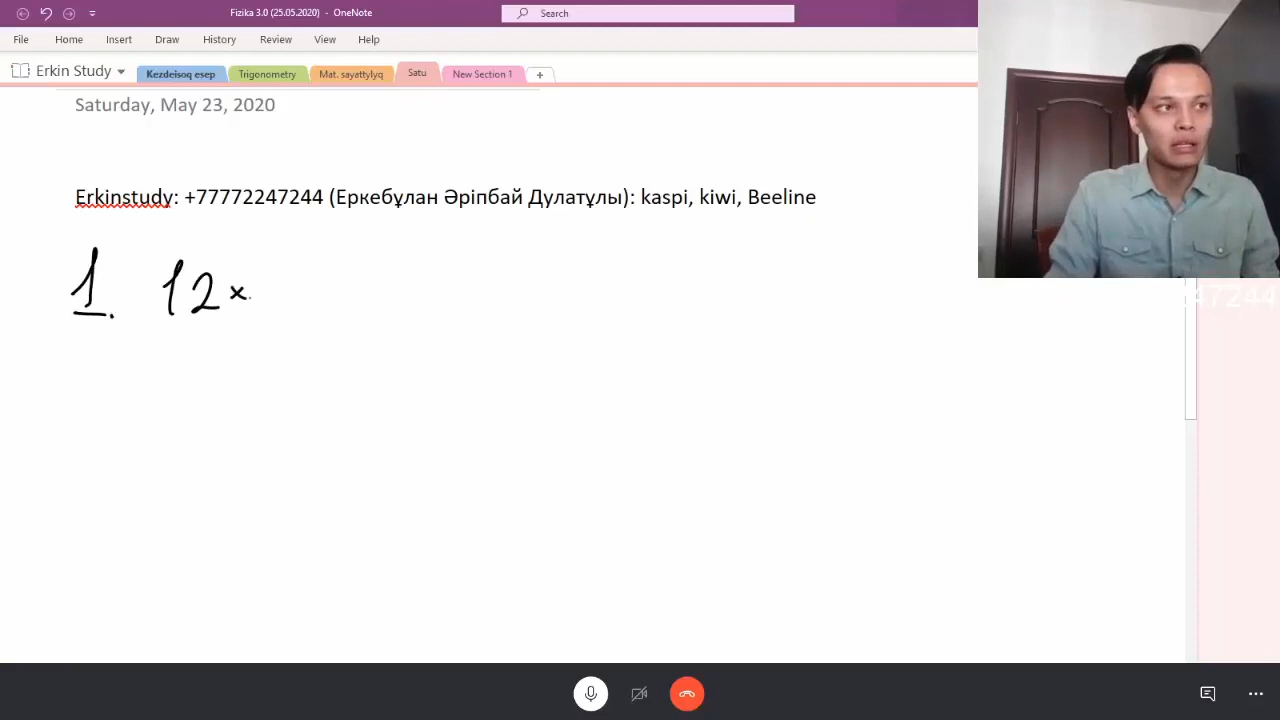 Fizika 3.0 (25.05.2020) - OneNote
Search
File Home Insert Draw History Review View Help
Erkin Study Kezdeisoq esep Trigonometry Mat. sayattylyq Satu New Section 1 +
Saturday, May 23, 2020
Erkinstudy: +77772247244 (Еркебұлан Әріпбай Дулатұлы): kaspi, kiwi, Beeline
47244
1. 12×